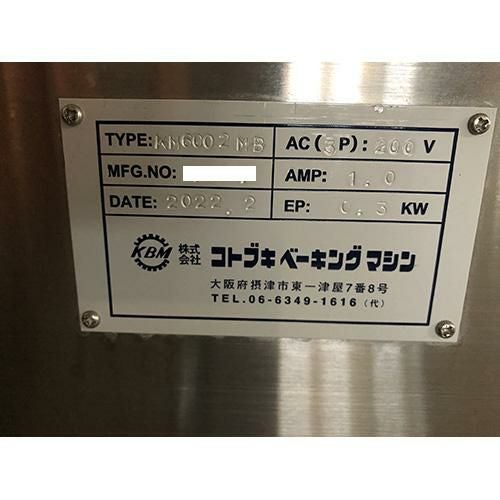 TYPE: KM6002MB AC(3P): 200 V
MFG.NO: AMP: 1.0
DATE: 2022.2 EP: 0.3 KW
KBM 株式会社 コトブキベーキングマシン
大阪府摂津市東一津屋7番8号
TEL.06-6349-1616(代)